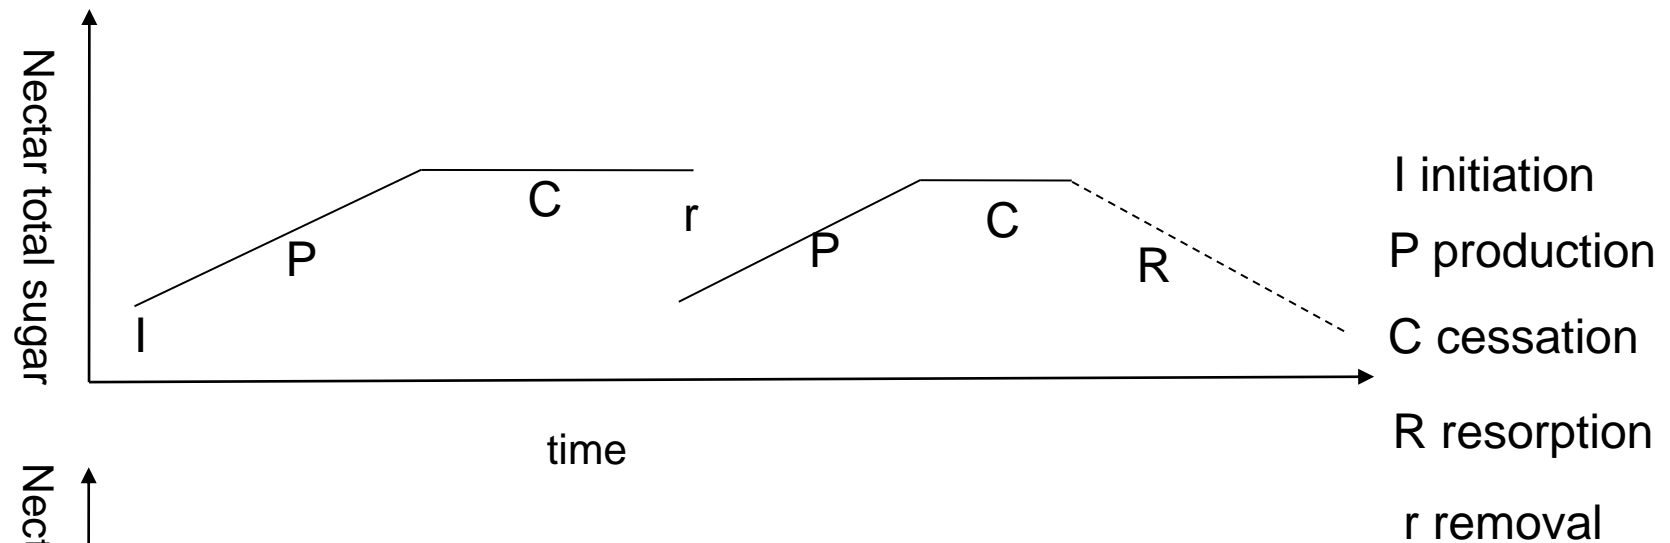 Nectar total sugar
I
P
C
r
P
C
R
time
I initiation
P production
C cessation
R resorption
r removal
Nect